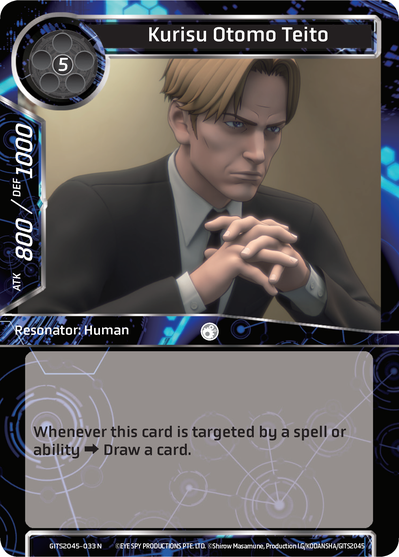 Kurisu Otomo Teito
5
ATK 800 / DEF 1000
Resonator: Human
Whenever this card is targeted by a spell or
ability ➡ Draw a card.
GITS2045-033 N ©EYE SPY PRODUCTIONS PTE. LTD. ©Shirow Masamune, Production I.G/KODANSHA/GITS2045